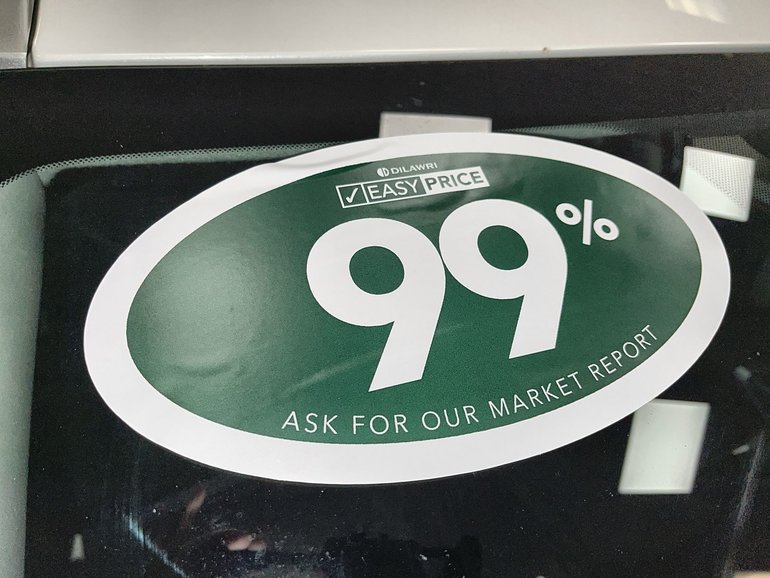 DILAWRI
✓ EASY PRICE
99%
ASK FOR OUR MARKET REPORT